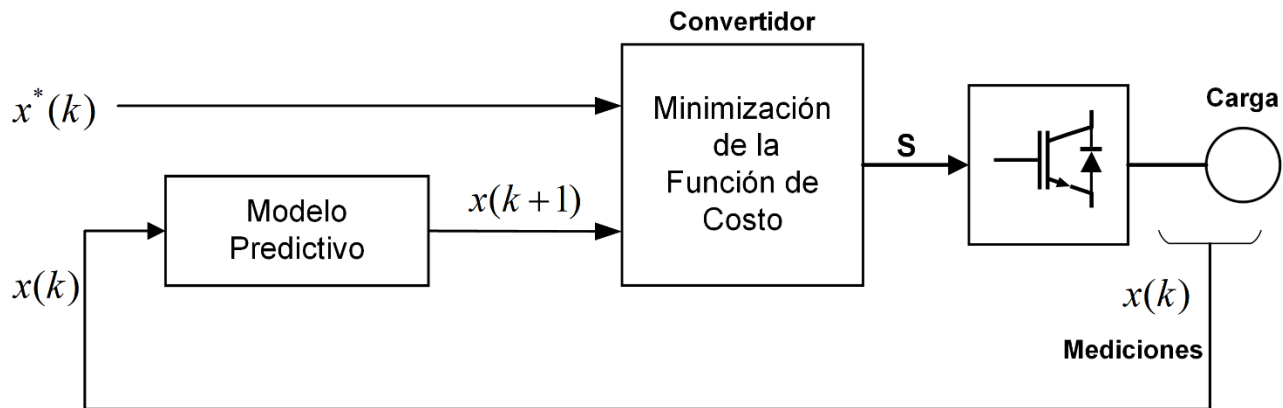 Convertidor
x*(k)
Minimización
de la
Función de
Costo
S
Carga
Modelo
Predictivo
x(k+1)
x(k)
x(k)
Mediciones